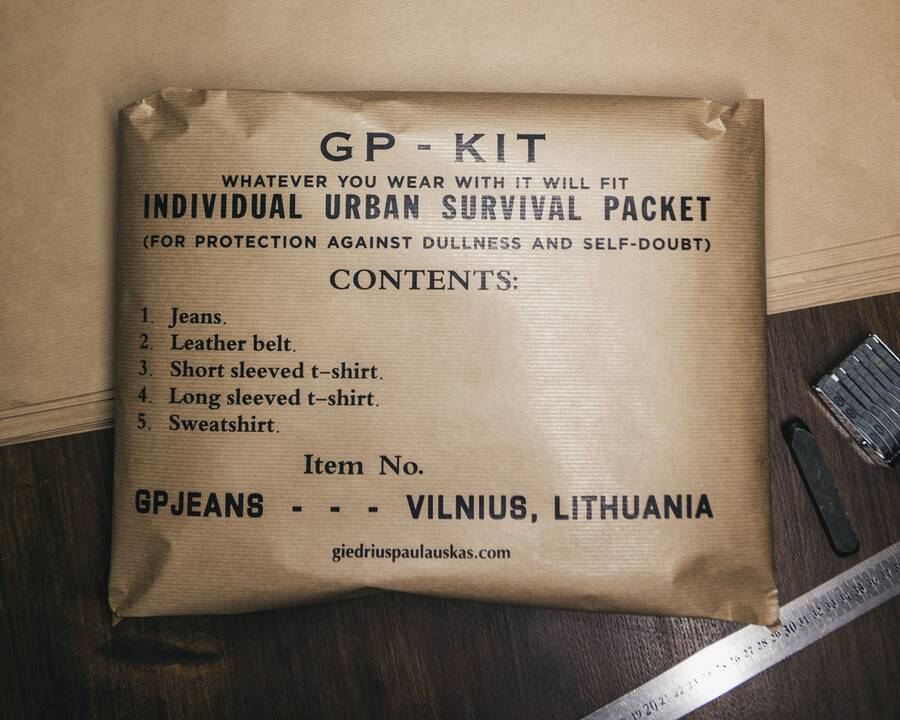 GP - KIT
WHATEVER YOU WEAR WITH IT WILL FIT
INDIVIDUAL URBAN SURVIVAL PACKET
(FOR PROTECTION AGAINST DULLNESS AND SELF-DOUBT)
CONTENTS:
1. Jeans.
2. Leather belt.
3. Short sleeved t-shirt.
4. Long sleeved t-shirt.
5. Sweatshirt.
Item No.
GPJEANS - - - VILNIUS, LITHUANIA
giedriuspaulauskas.com